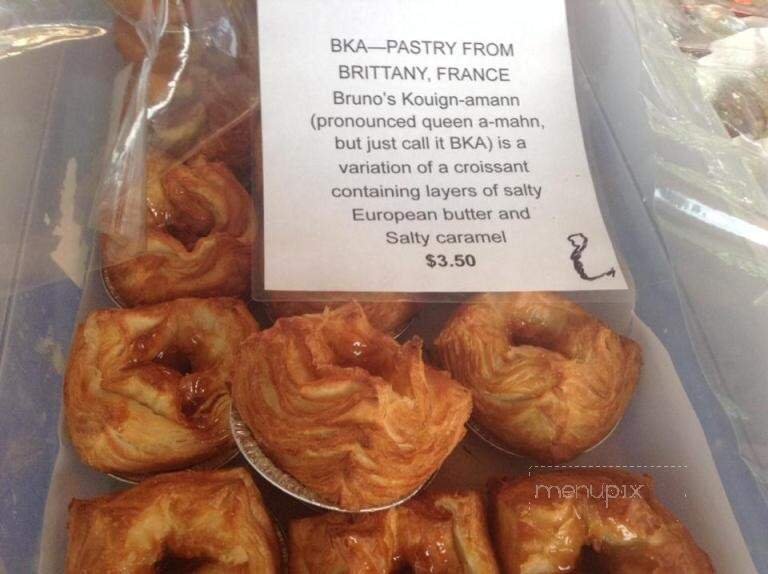 BKA—PASTRY FROM
BRITTANY, FRANCE
Bruno's Kouign-amann
(pronounced queen a-mahn,
but just call it BKA) is a
variation of a croissant
containing layers of salty
European butter and
Salty caramel
$3.50
menupix